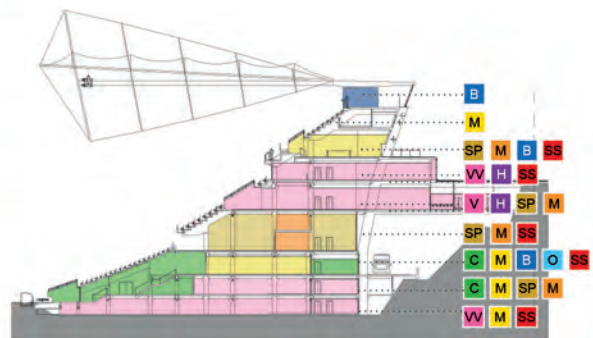 B
M
SP M B SS
VV H SS
V H SP M
SP M SS
C M B O SS
C M SP M
VV M SS